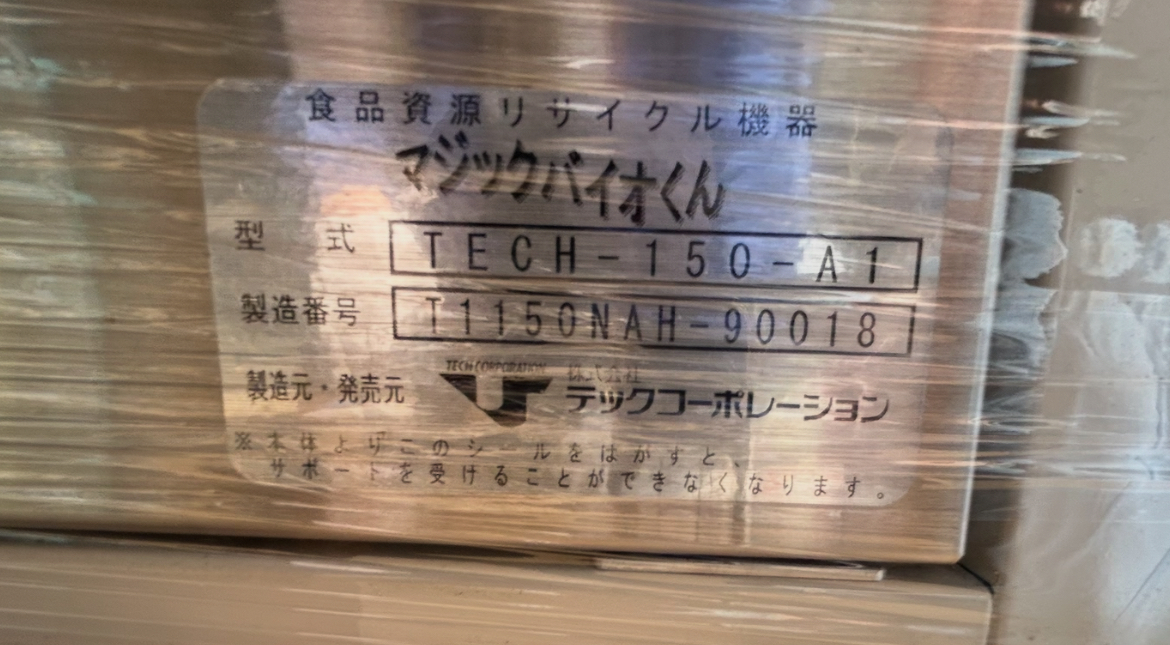 食品資源リサイクル機器
マジックバイオくん
型式 TECH-150-A1
製造番号 T1150NAH-90018
製造元・発売元 TECH CORPORATION 株式会社
テックコーポレーション
※本体よりこのシールをはがすと、
サポートを受けることができなくなります。